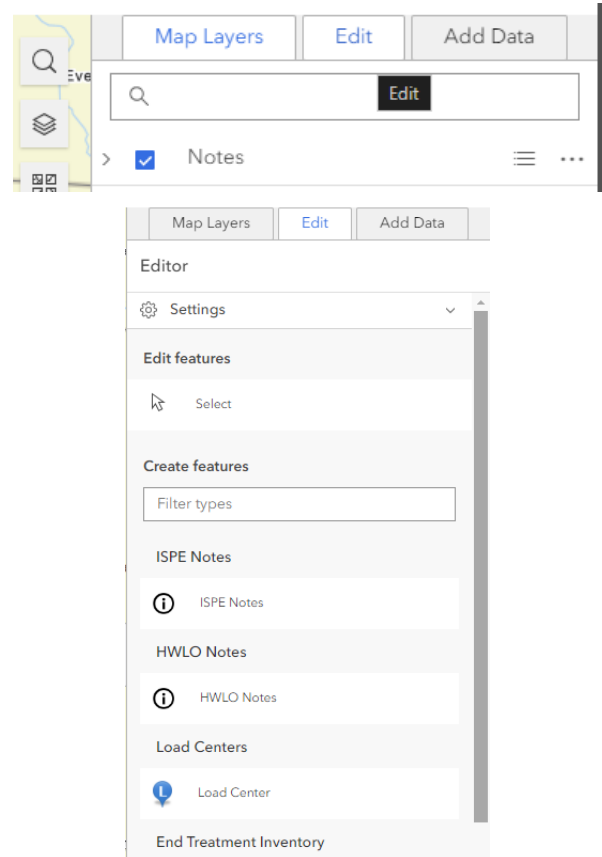 Map Layers Edit Add Data
Eve
Edit
Notes
Map Layers Edit Add Data
Editor
Settings
Edit features
Select
Create features
Filter types
ISPE Notes
ISPE Notes
HWLO Notes
HWLO Notes
Load Centers
L Load Center
End Treatment Inventory